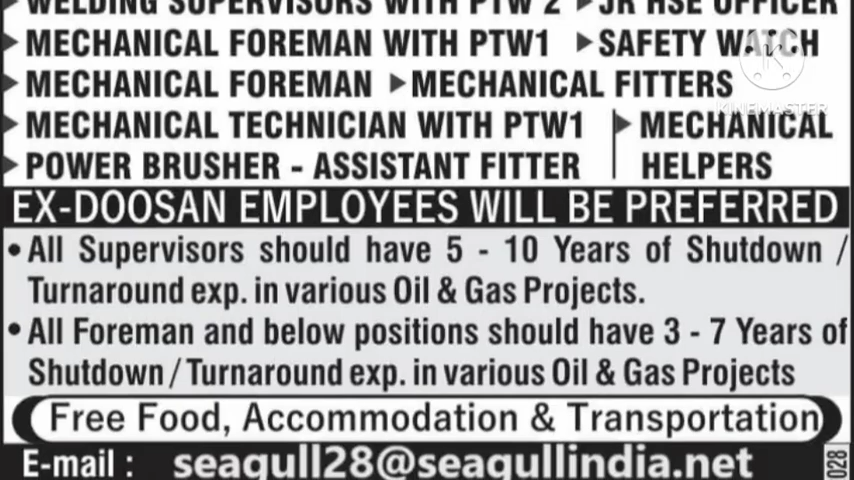 WELDING SUPERVISORS WITH PTW 2 ▸JR HSE OFFICER
▸MECHANICAL FOREMAN WITH PTW1 ▸SAFETY WATCH
▸MECHANICAL FOREMAN ▸MECHANICAL FITTERS
▸MECHANICAL TECHNICIAN WITH PTW1 ▸MECHANICAL
▸POWER BRUSHER - ASSISTANT FITTER HELPERS
K
KINEMASTER
EX-DOOSAN EMPLOYEES WILL BE PREFERRED
•All Supervisors should have 5 - 10 Years of Shutdown /
Turnaround exp. in various Oil & Gas Projects.
•All Foreman and below positions should have 3 - 7 Years of
Shutdown / Turnaround exp. in various Oil & Gas Projects
Free Food, Accommodation & Transportation
E-mail : seagull28@seagullindia.net
028